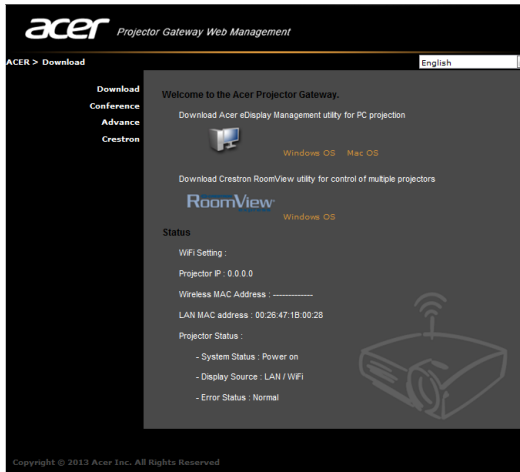 acer Projector Gateway Web Management
ACER > Download English
Download
Conference
Advance
Crestron
Welcome to the Acer Projector Gateway.
Download Acer eDisplay Management utility for PC projection
Windows OS Mac OS
Download Crestron RoomView utility for control of multiple projectors
RoomView
Windows OS
Status
WiFi Setting :
Projector IP : 0.0.0.0
Wireless MAC Address : -------------
LAN MAC address : 00:26:47:1B:00:28
Projector Status :
- System Status : Power on
- Display Source : LAN / WiFi
- Error Status : Normal
Copyright © 2013 Acer Inc. All Rights Reserved